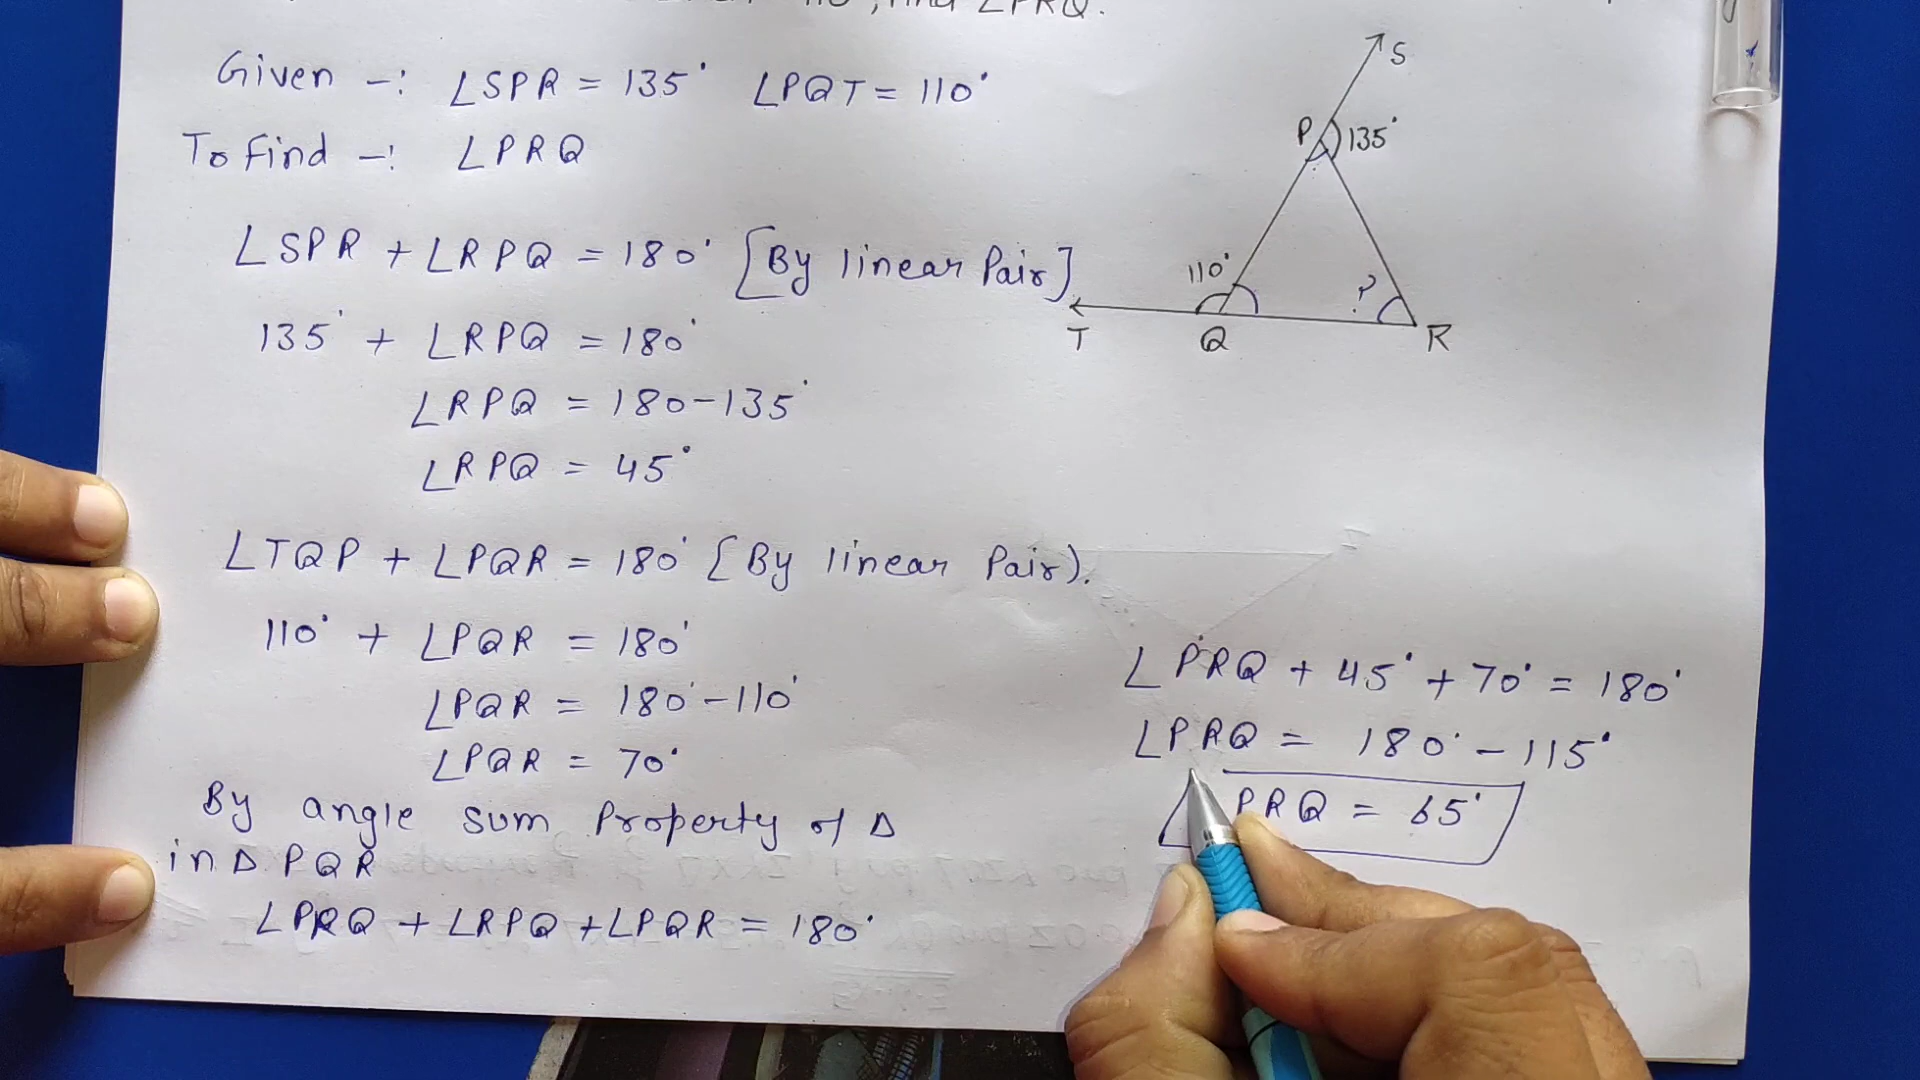 110°, find ∠PRQ.
Given -: ∠SPR = 135° ∠PQT = 110°
To find -: ∠PRQ
∠SPR + ∠RPQ = 180° [By linear Pair]
135° + ∠RPQ = 180°
∠RPQ = 180 - 135°
∠RPQ = 45°
∠TQP + ∠PQR = 180° [By linear Pair).
110° + ∠PQR = 180°
∠PQR = 180° - 110°
∠PQR = 70°
By angle sum Property of Δ
in Δ PQR
∠PRQ + ∠RPQ + ∠PQR = 180°
S
P 135°
110° ?
T Q R
∠PRQ + 45° + 70° = 180°
∠PRQ = 180° - 115°
PRQ = 65°